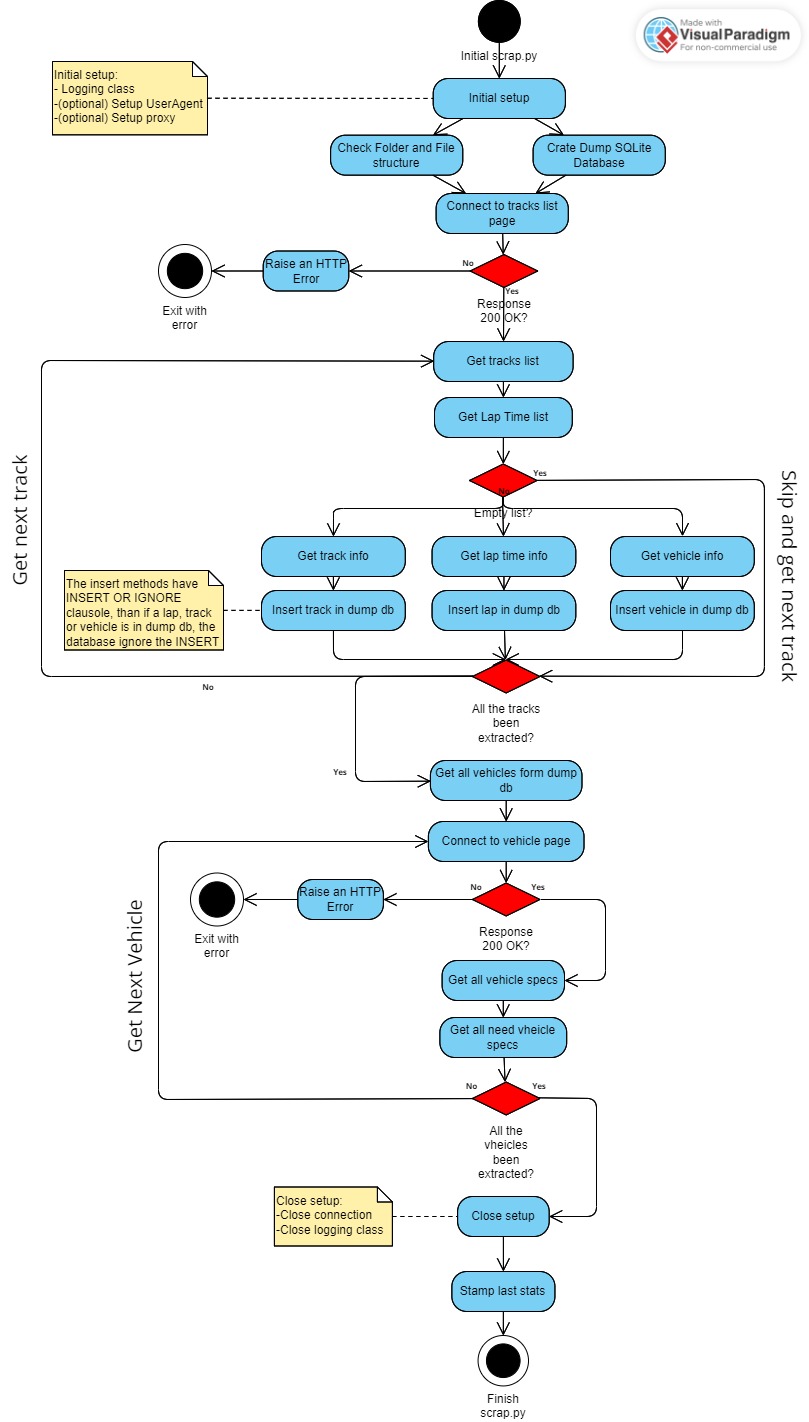 Made with
VisualParadigm
For non-commercial use
Initial scrap.py
Initial setup:
- Logging class
-(optional) Setup UserAgent
-(optional) Setup proxy
Initial setup
Check Folder and File
structure
Crate Dump SQLite
Database
Connect to tracks list
page
No
Raise an HTTP
Error
Exit with
error
Yes
Response
200 OK?
Get tracks list
Get Lap Time list
Yes
No
Empty list?
Get next track
Skip and get next track
Get track info
Get lap time info
Get vehicle info
The insert methods have
INSERT OR IGNORE
clausole, than if a lap, track
or vehicle is in dump db, the
database ignore the INSERT
Insert track in dump db
Insert lap in dump db
Insert vehicle in dump db
No
All the tracks
been
extracted?
Yes
Get all vehicles form dump
db
Connect to vehicle page
No
Yes
Raise an HTTP
Error
Exit with
error
Response
200 OK?
Get Next Vehicle
Get all vehicle specs
Get all need vheicle
specs
No
Yes
All the
vheicles
been
extracted?
Close setup:
-Close connection
-Close logging class
Close setup
Stamp last stats
Finish
scrap.py